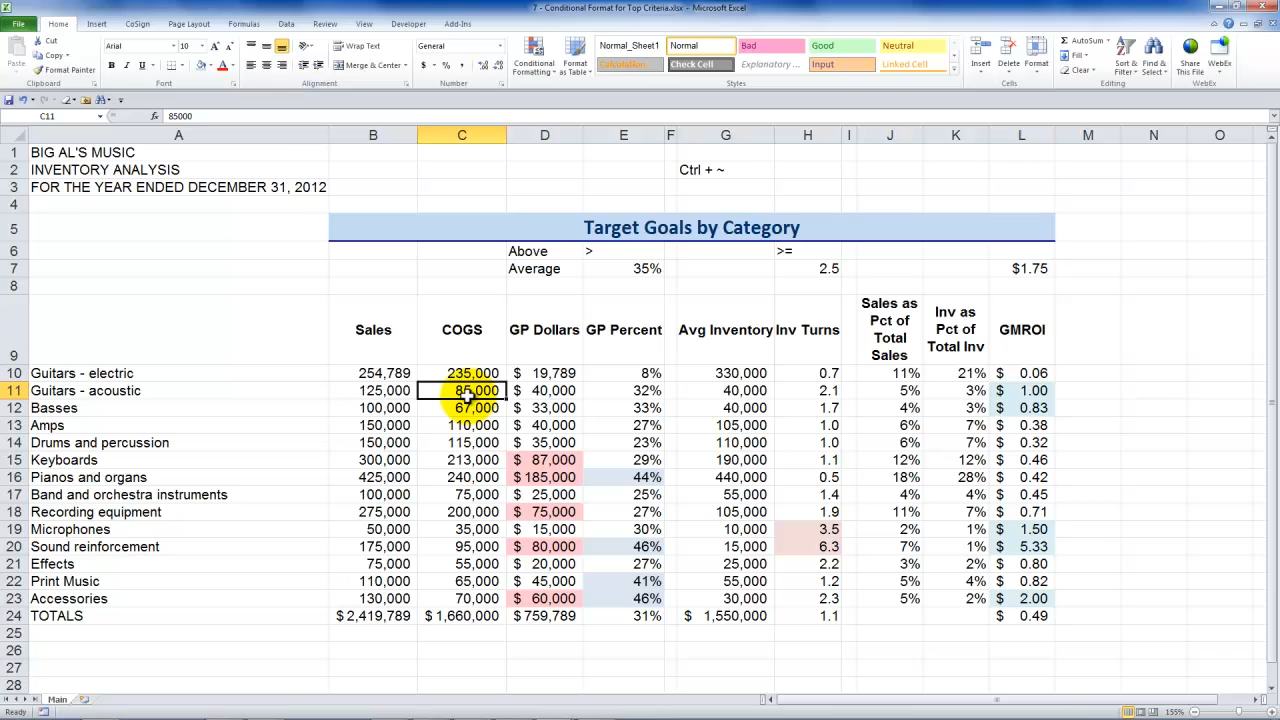 7 - Conditional Format for Top Criteria.xlsx - Microsoft Excel
File Home Insert CoSign Page Layout Formulas Data Review View Developer Add-Ins
Paste
Cut
Copy
Format Painter
Clipboard
Arial 10
B I U
Font
Wrap Text
Merge & Center
Alignment
General
$ % ,
Number
Conditional Formatting
Format as Table
Normal_Sheet1 Normal Bad Good Neutral
Calculation Check Cell Explanatory ... Input Linked Cell
Styles
Insert Delete Format
Cells
AutoSum
Fill
Clear
Sort & Filter
Find & Select
Editing
Share This File
WebEx
WebEx
C11 fx 85000
A B C D E F G H I J K L M N O
1 BIG AL'S MUSIC
2 INVENTORY ANALYSIS Ctrl + ~
3 FOR THE YEAR ENDED DECEMBER 31, 2012
4
5 Target Goals by Category
6 Above > >=
7 Average 35% 2.5 $1.75
8
9 Sales COGS GP Dollars GP Percent Avg Inventory Inv Turns Sales as Pct of Total Sales Inv as Pct of Total Inv GMROI
10 Guitars - electric 254,789 235,000 $ 19,789 8% 330,000 0.7 11% 21% $ 0.06
11 Guitars - acoustic 125,000 85,000 $ 40,000 32% 40,000 2.1 5% 3% $ 1.00
12 Basses 100,000 67,000 $ 33,000 33% 40,000 1.7 4% 3% $ 0.83
13 Amps 150,000 110,000 $ 40,000 27% 105,000 1.0 6% 7% $ 0.38
14 Drums and percussion 150,000 115,000 $ 35,000 23% 110,000 1.0 6% 7% $ 0.32
15 Keyboards 300,000 213,000 $ 87,000 29% 190,000 1.1 12% 12% $ 0.46
16 Pianos and organs 425,000 240,000 $ 185,000 44% 440,000 0.5 18% 28% $ 0.42
17 Band and orchestra instruments 100,000 75,000 $ 25,000 25% 55,000 1.4 4% 4% $ 0.45
18 Recording equipment 275,000 200,000 $ 75,000 27% 105,000 1.9 11% 7% $ 0.71
19 Microphones 50,000 35,000 $ 15,000 30% 10,000 3.5 2% 1% $ 1.50
20 Sound reinforcement 175,000 95,000 $ 80,000 46% 15,000 6.3 7% 1% $ 5.33
21 Effects 75,000 55,000 $ 20,000 27% 25,000 2.2 3% 2% $ 0.80
22 Print Music 110,000 65,000 $ 45,000 41% 55,000 1.2 5% 4% $ 0.82
23 Accessories 130,000 70,000 $ 60,000 46% 30,000 2.3 5% 2% $ 2.00
24 TOTALS $ 2,419,789 $ 1,660,000 $ 759,789 31% $ 1,550,000 1.1 $ 0.49
25
26
27
28
Main
Ready 155%